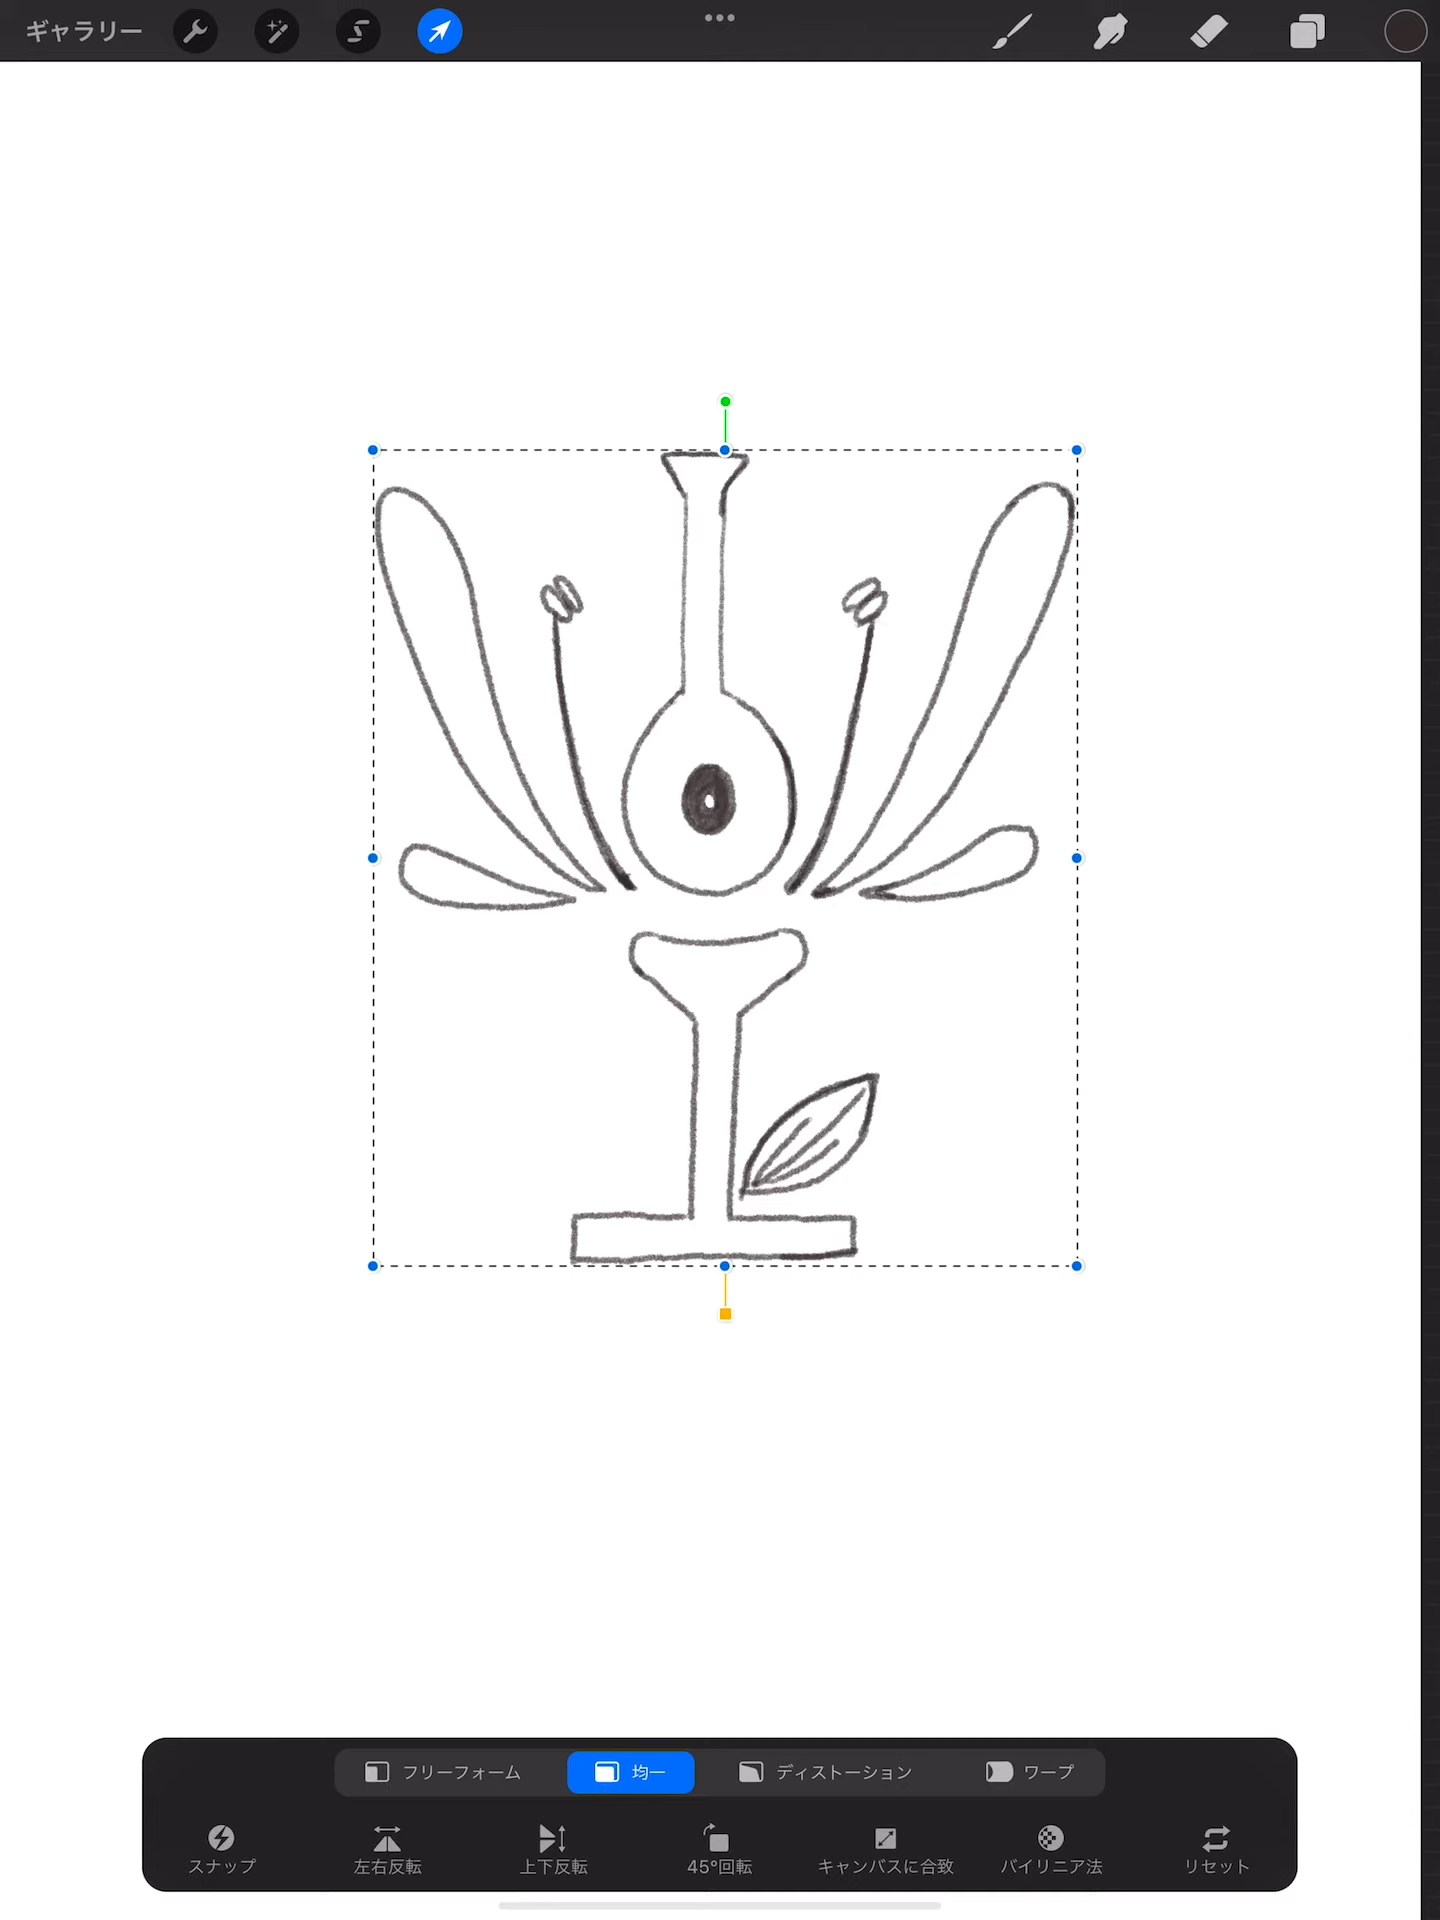 ギャラリー
フリーフォーム 均一 ディストーション ワープ
スナップ 左右反転 上下反転 45°回転 キャンバスに合致 バイリニア法 リセット